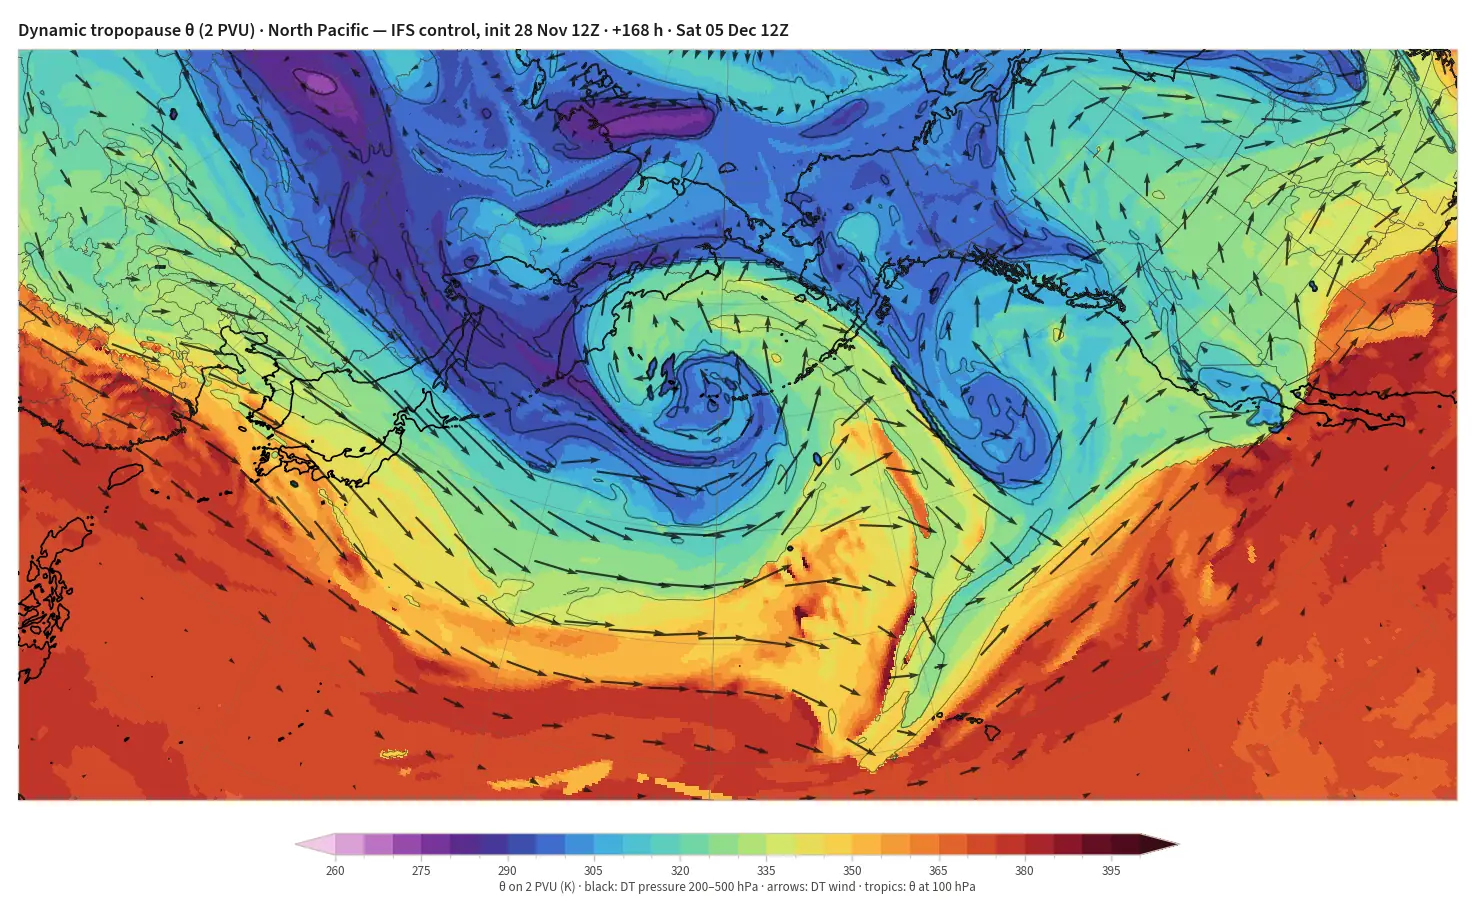 Dynamic tropopause θ (2 PVU) · North Pacific — IFS control, init 28 Nov 12Z · +168 h · Sat 05 Dec 12Z
260 275 290 305 320 335 350 365 380 395
θ on 2 PVU (K) · black: DT pressure 200–500 hPa · arrows: DT wind · tropics: θ at 100 hPa